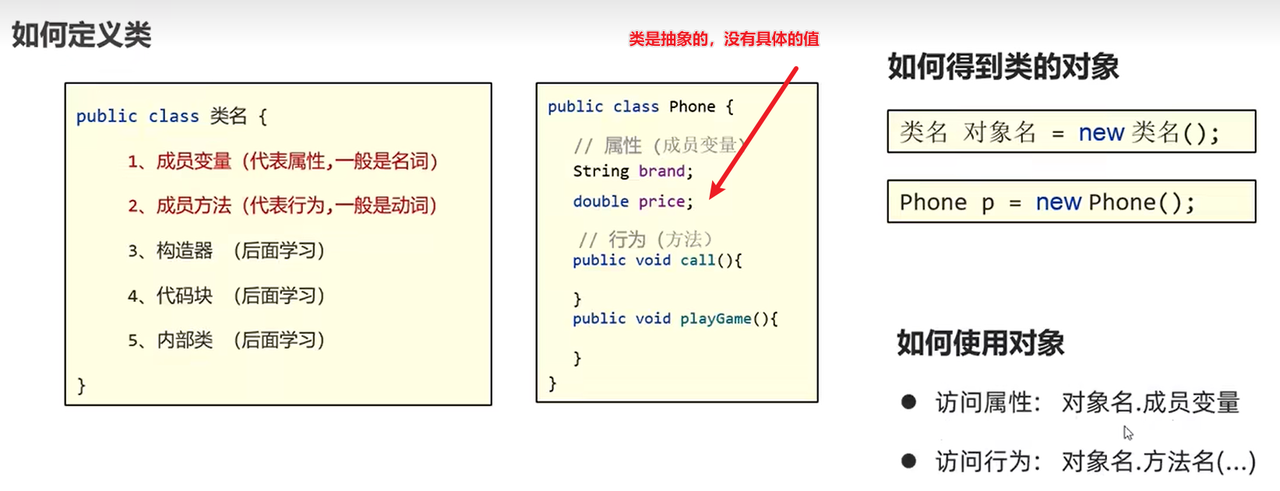 如何定义类
public class 类名 {
1、成员变量（代表属性,一般是名词）
2、成员方法（代表行为,一般是动词）
3、构造器 （后面学习）
4、代码块 （后面学习）
5、内部类 （后面学习）
}
类是抽象的，没有具体的值
public class Phone {
// 属性（成员变量）
String brand;
double price;
// 行为（方法）
public void call(){
}
public void playGame(){
}
}
如何得到类的对象
类名 对象名 = new 类名();
Phone p = new Phone();
如何使用对象
● 访问属性： 对象名.成员变量
● 访问行为： 对象名.方法名(...)